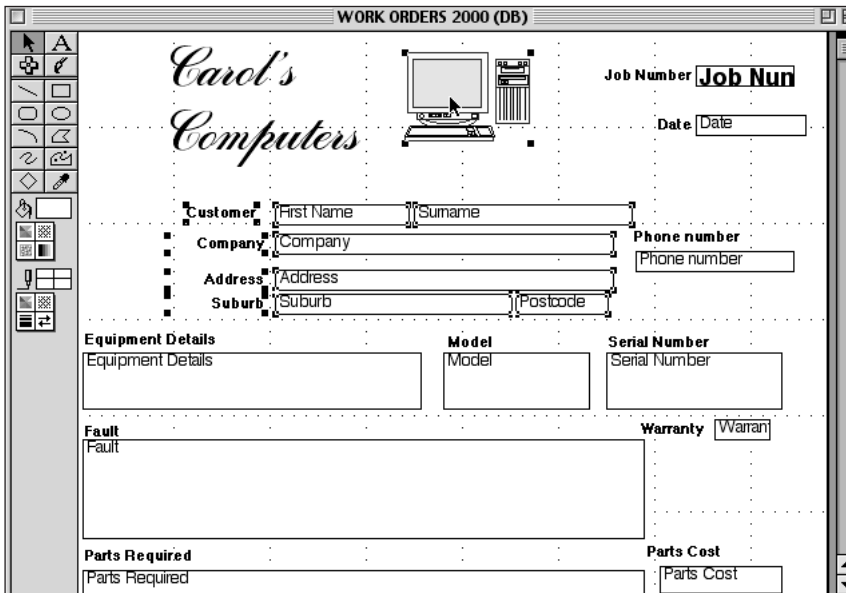 WORK ORDERS 2000 (DB)
A
Carol's
Computers
Job Number Job Nun
Date Date
Customer First Name Surname
Company Company
Phone number
Phone number
Address Address
Suburb Suburb Postcode
Equipment Details Model Serial Number
Equipment Details Model Serial Number
Fault Warranty Warran
Fault
Parts Required Parts Cost
Parts Required Parts Cost